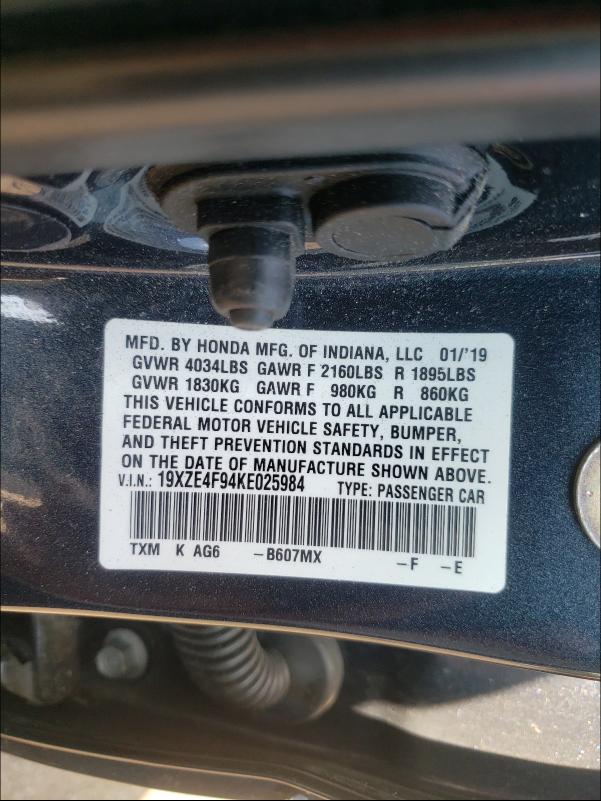 MFD. BY HONDA MFG. OF INDIANA, LLC 01/'19
GVWR 4034LBS GAWR F 2160LBS R 1895LBS
GVWR 1830KG GAWR F 980KG R 860KG
THIS VEHICLE CONFORMS TO ALL APPLICABLE
FEDERAL MOTOR VEHICLE SAFETY, BUMPER,
AND THEFT PREVENTION STANDARDS IN EFFECT
ON THE DATE OF MANUFACTURE SHOWN ABOVE.
V.I.N.: 19XZE4F94KE025984 TYPE: PASSENGER CAR
TXM K AG6 -B607MX -F -E